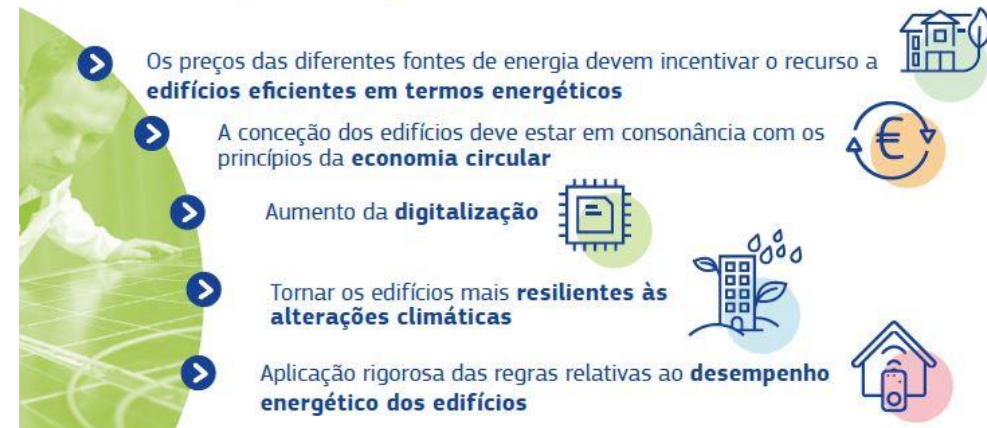 Os preços das diferentes fontes de energia devem incentivar o recurso a
edifícios eficientes em termos energéticos
A conceção dos edifícios deve estar em consonância com os
princípios da economia circular
Aumento da digitalização
Tornar os edifícios mais resilientes às
alterações climáticas
Aplicação rigorosa das regras relativas ao desempenho
energético dos edifícios